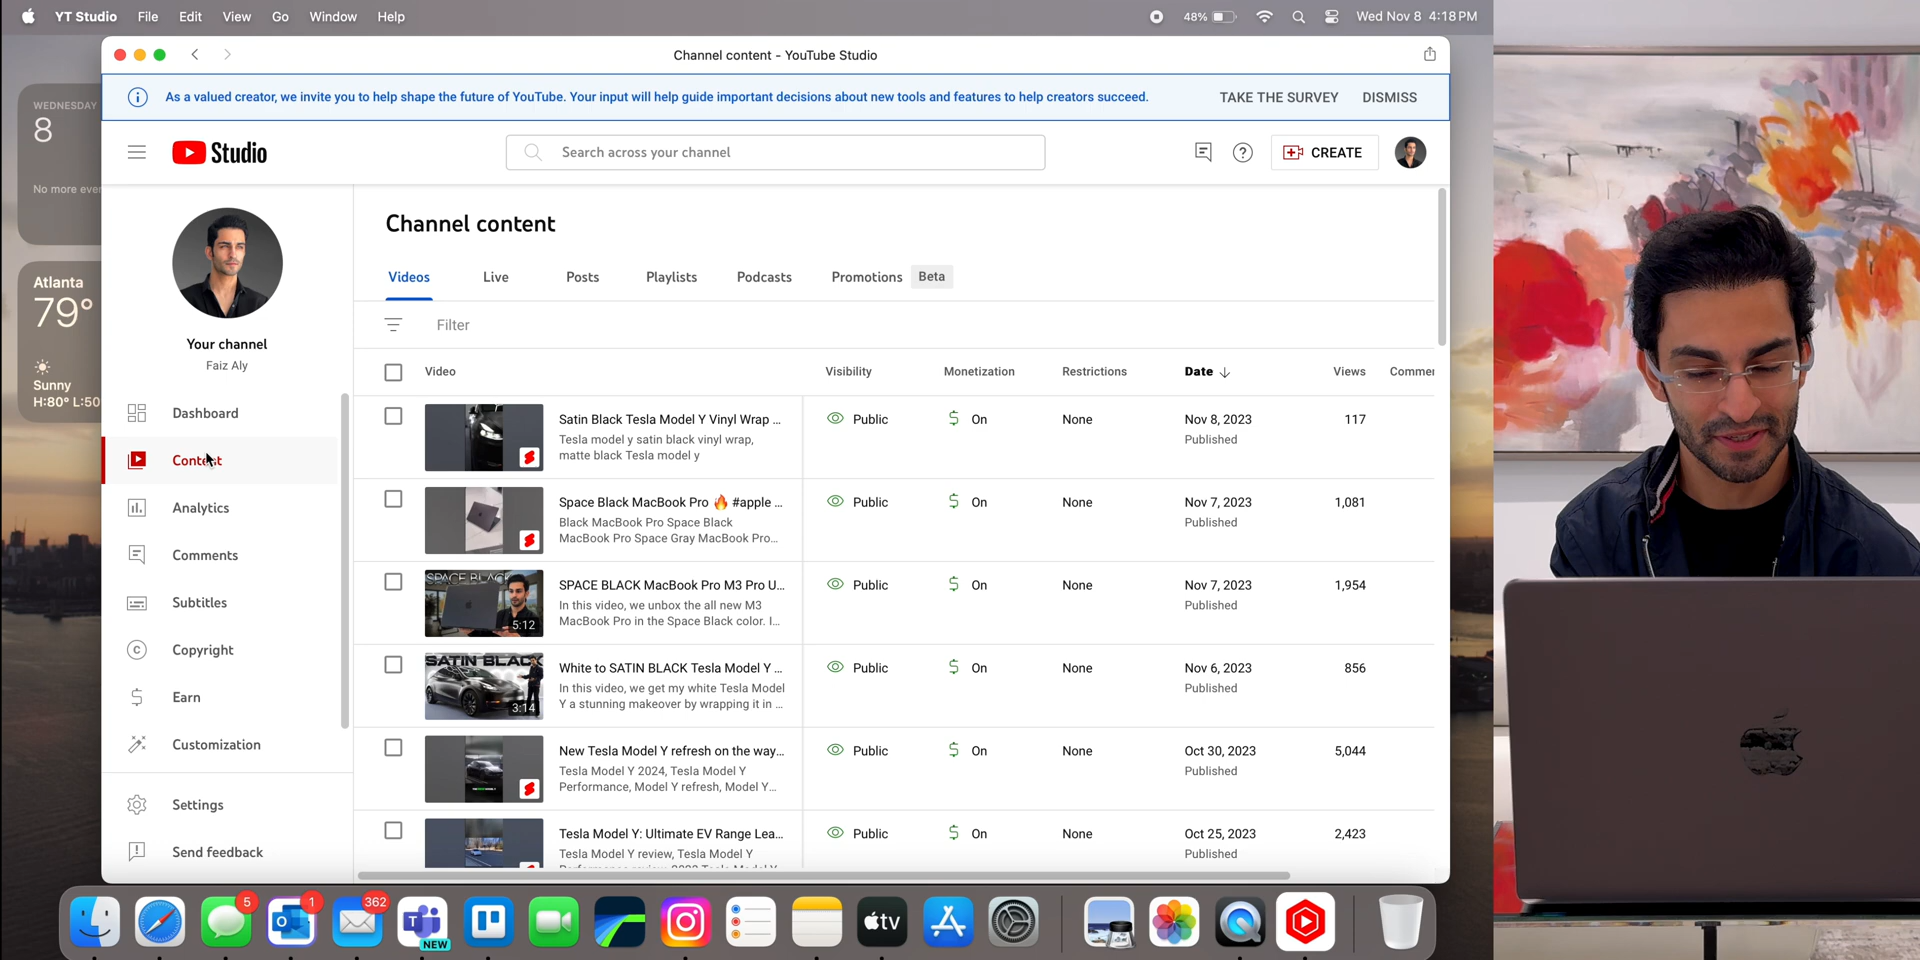 YT Studio File Edit View Go Window Help
48% Wed Nov 8 4:18 PM
Channel content - YouTube Studio
As a valued creator, we invite you to help shape the future of YouTube. Your input will help guide important decisions about new tools and features to help creators succeed. TAKE THE SURVEY DISMISS
WEDNESDAY
8
No more
Atlanta
79°
Sunny
H:80°
Studio
Search across your channel
CREATE
Your channel
Faiz Aly
Dashboard
Content
Analytics
Comments
Subtitles
Copyright
Earn
Customization
Settings
Send feedback
Channel content
Videos Live Posts Playlists Podcasts Promotions Beta
Filter
Video Visibility Monetization Restrictions Date Views
Satin Black Tesla Model Y Vinyl Wrap ... Public On None Nov 8, 2023 117
Tesla model y satin black vinyl wrap, Published
matte black Tesla model y
Space Black MacBook Pro 🔥 #apple ... Public On None Nov 7, 2023 1,081
Black MacBook Pro Space Black Published
MacBook Pro Space Gray MacBook Pro...
SPACE BLACK
5:12
SPACE BLACK MacBook Pro M3 Pro U... Public On None Nov 7, 2023 1,954
In this video, we unbox the all new M3 Published
MacBook Pro in the Space Black color. I...
SATIN BLACK
3:14
White to SATIN BLACK Tesla Model Y ... Public On None Nov 6, 2023 856
In this video, we get my white Tesla Model Published
Y a stunning makeover by wrapping it in ...
New Tesla Model Y refresh on the way... Public On None Oct 30, 2023 5,044
Tesla Model Y 2024, Tesla Model Y Published
Performance, Model Y refresh, Model Y...
Tesla Model Y: Ultimate EV Range Lea... Public On None Oct 25, 2023 2,423
Tesla Model Y review, Tesla Model Y Published
5 1 362 NEW tv